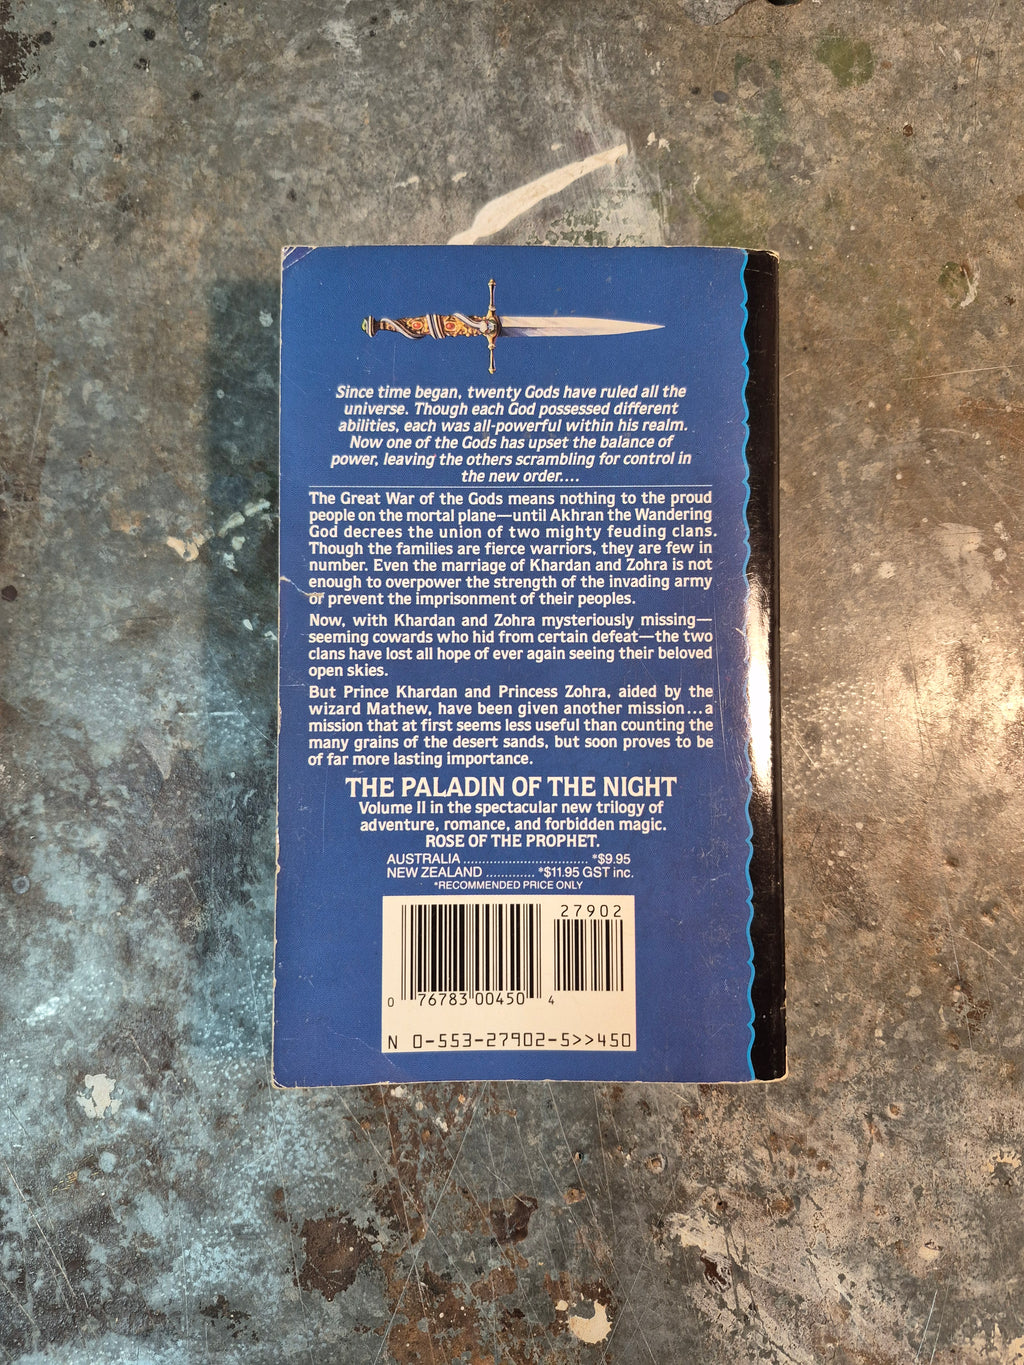 Since time began, twenty Gods have ruled all the
universe. Though each God possessed different
abilities, each was all-powerful within his realm.
Now one of the Gods has upset the balance of
power, leaving the others scrambling for control in
the new order....
The Great War of the Gods means nothing to the proud
people on the mortal plane—until Akhran the Wandering
God decrees the union of two mighty feuding clans.
Though the families are fierce warriors, they are few in
number. Even the marriage of Khardan and Zohra is not
enough to overpower the strength of the invading army
or prevent the imprisonment of their peoples.
Now, with Khardan and Zohra mysteriously missing—
seeming cowards who hid from certain defeat—the two
clans have lost all hope of ever again seeing their beloved
open skies.
But Prince Khardan and Princess Zohra, aided by the
wizard Mathew, have been given another mission...a
mission that at first seems less useful than counting the
many grains of the desert sands, but soon proves to be
of far more lasting importance.
THE PALADIN OF THE NIGHT
Volume II in the spectacular new trilogy of
adventure, romance, and forbidden magic.
ROSE OF THE PROPHET.
AUSTRALIA ................................ *$9.95
NEW ZEALAND ............. *$11.95 GST inc.
*RECOMMENDED PRICE ONLY
27902
0 76783 00450 4
N 0-553-27902-5>>450